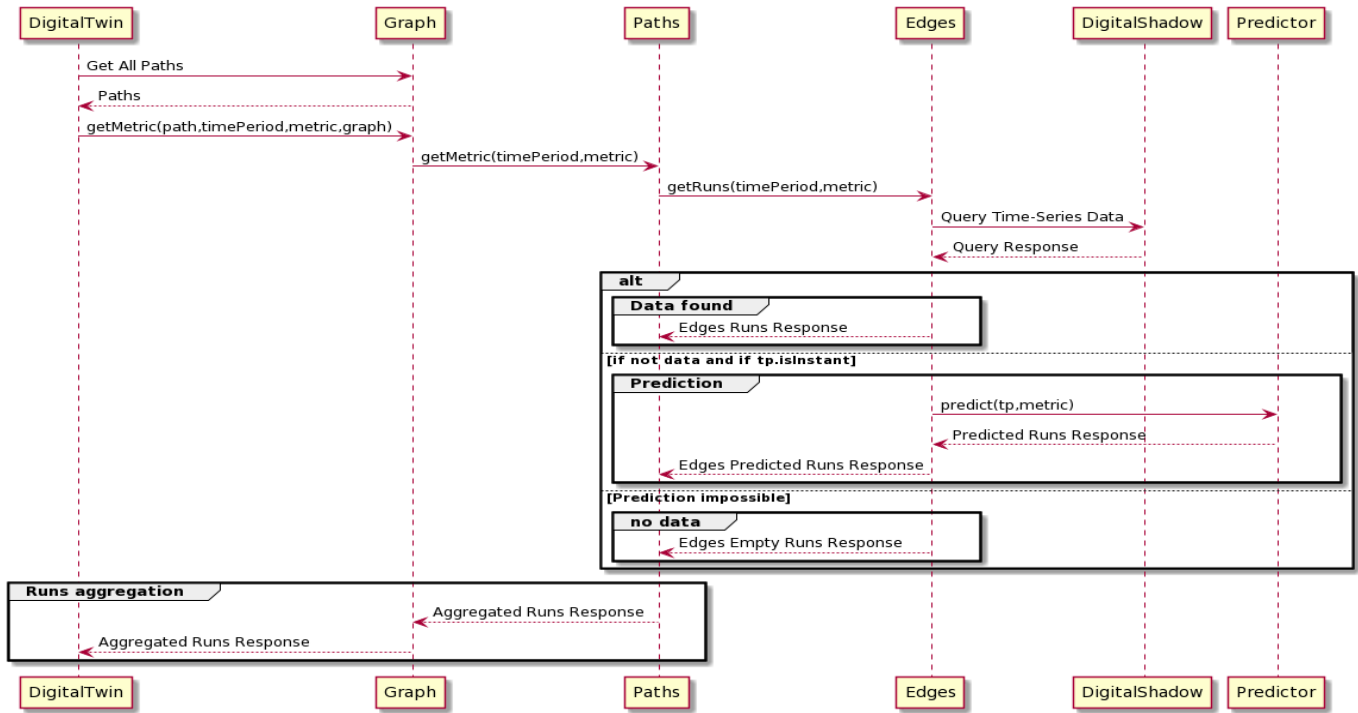 DigitalTwin Graph Paths Edges DigitalShadow Predictor
Get All Paths
Paths
getMetric(path,timePeriod,metric,graph)
getMetric(timePeriod,metric)
getRuns(timePeriod,metric)
Query Time-Series Data
Query Response
alt
Data found
Edges Runs Response
[if not data and if tp.isInstant]
Prediction
predict(tp,metric)
Predicted Runs Response
Edges Predicted Runs Response
[Prediction impossible]
no data
Edges Empty Runs Response
Runs aggregation
Aggregated Runs Response
Aggregated Runs Response
DigitalTwin Graph Paths Edges DigitalShadow Predictor